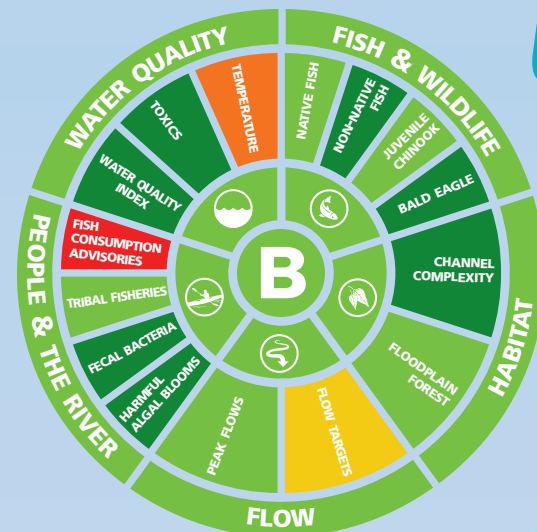 WATER QUALITY
FISH & WILDLIFE
HABITAT
FLOW
PEOPLE & THE RIVER
TEMPERATURE
TOXICS
WATER QUALITY
INDEX
NATIVE FISH
NON-NATIVE
FISH
JUVENILE
CHINOOK
BALD EAGLE
CHANNEL
COMPLEXITY
FLOODPLAIN
FOREST
FLOW TARGETS
PEAK FLOWS
HARMFUL
ALGAL BLOOMS
FECAL BACTERIA
TRIBAL FISHERIES
FISH
CONSUMPTION
ADVISORIES
B